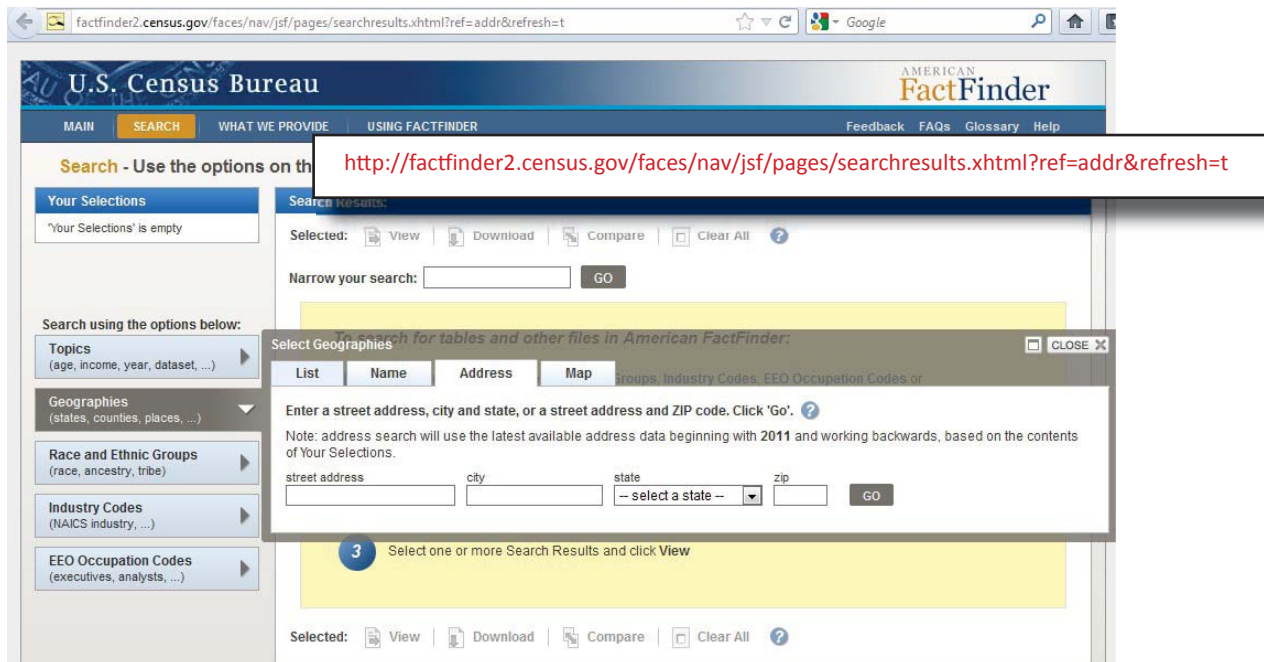 factfinder2.census.gov/faces/nav/jsf/pages/searchresults.xhtml?ref=addr&refresh=t
Google
U.S. Census Bureau
AMERICAN
FactFinder
MAIN SEARCH WHAT WE PROVIDE USING FACTFINDER Feedback FAQs Glossary Help
http://factfinder2.census.gov/faces/nav/jsf/pages/searchresults.xhtml?ref=addr&refresh=t
Search - Use the options on th
Your Selections
'Your Selections' is empty
Search Results:
Selected: View Download Compare Clear All ?
Narrow your search: GO
Search using the options below:
Topics
(age, income, year, dataset, ...)
Geographies
(states, counties, places, ...)
Race and Ethnic Groups
(race, ancestry, tribe)
Industry Codes
(NAICS industry, ...)
EEO Occupation Codes
(executives, analysts, ...)
To search for tables and other files in American FactFinder:
Select Geographies
CLOSE X
List Name Address Map
Groups, Industry Codes, EEO Occupation Codes or
Enter a street address, city and state, or a street address and ZIP code. Click 'Go'. ?
Note: address search will use the latest available address data beginning with 2011 and working backwards, based on the contents
of Your Selections.
street address city state zip
-- select a state -- GO
3 Select one or more Search Results and click View
Selected: View Download Compare Clear All ?